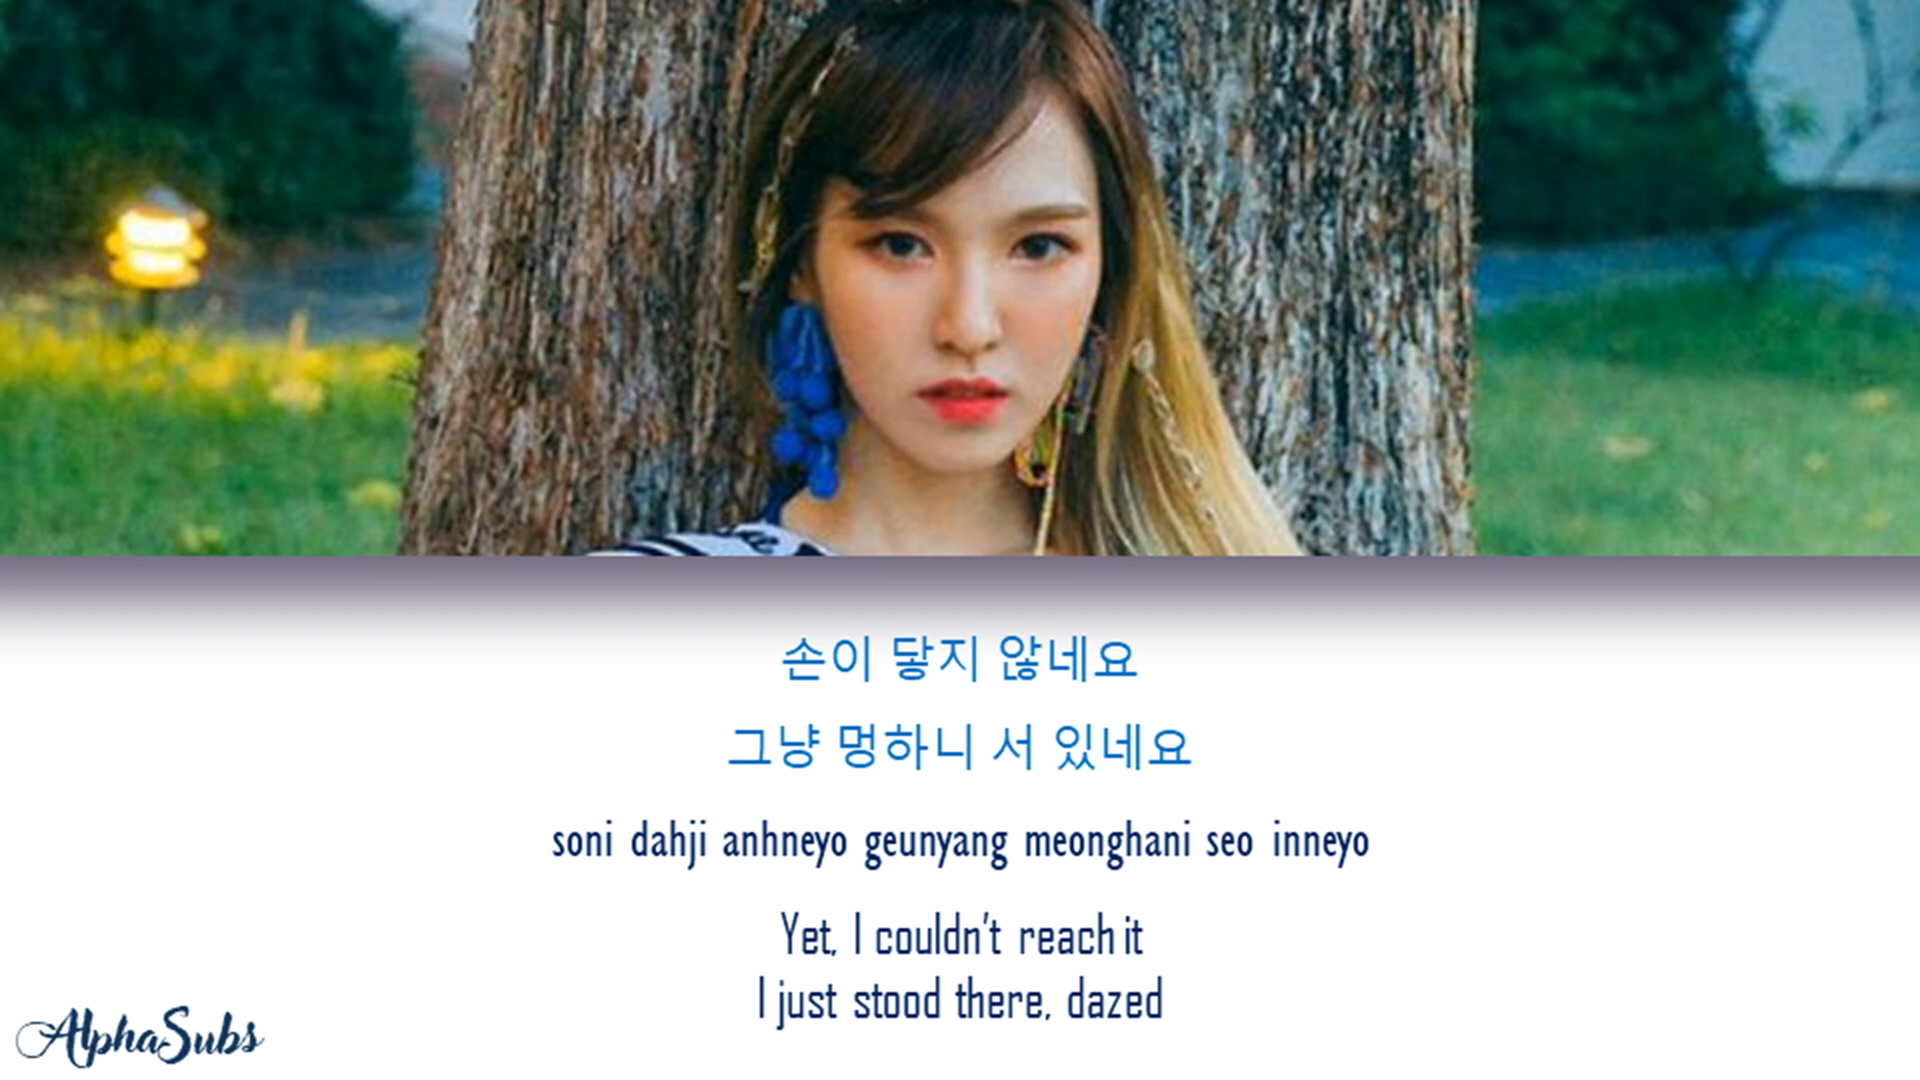 손이 닿지 않네요
그냥 멍하니 서 있네요
soni dahji anhneyo geunyang meonghani seo inneyo
Yet, I couldn't reach it
I just stood there, dazed
AlphaSubs